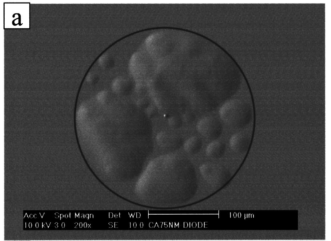 a
Acc.V Spot Magn Det WD 100 µm
10.0 kV 3.0 200x SE 10.0 CA75NM DIODE